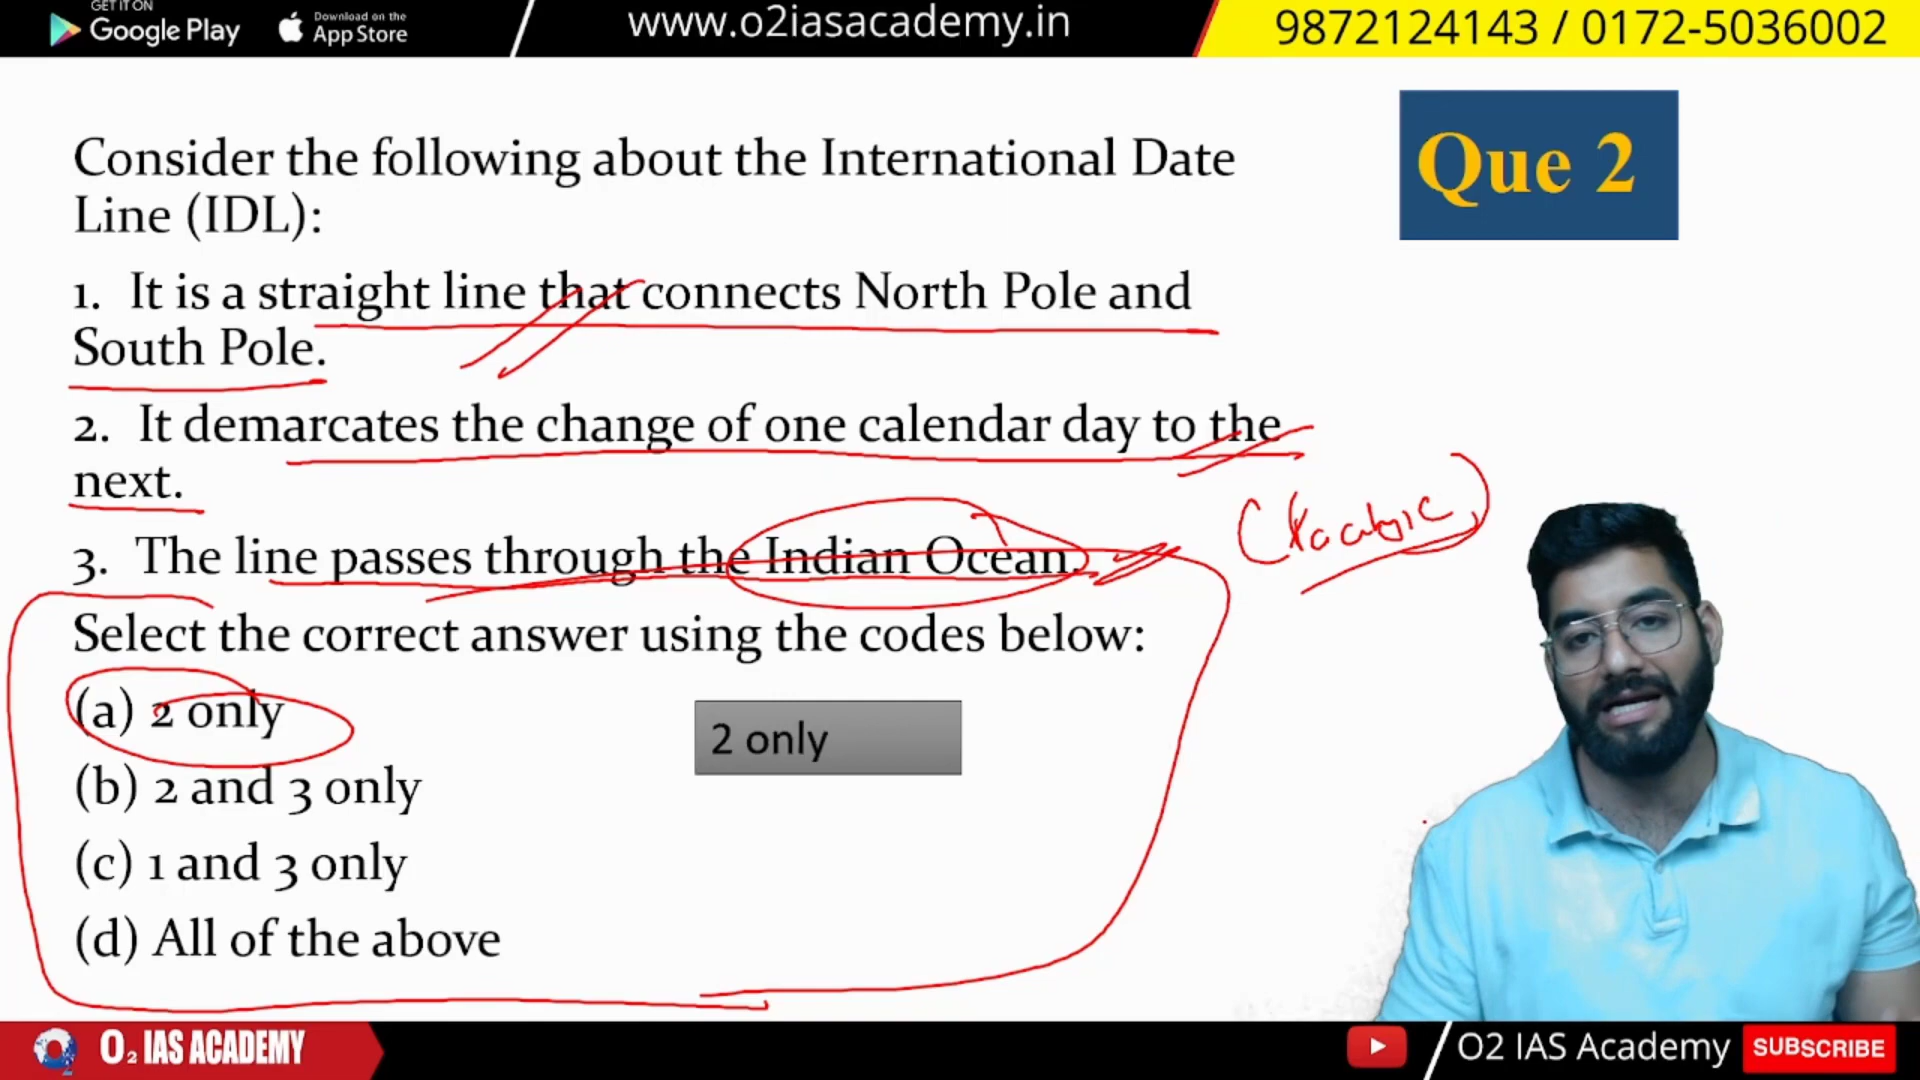 GET IT ON
Google Play
Download on the
App Store
www.o2iasacademy.in
9872124143 / 0172-5036002
Que 2
Consider the following about the International Date
Line (IDL):
1. It is a straight line that connects North Pole and
South Pole.
2. It demarcates the change of one calendar day to the
next.
3. The line passes through the Indian Ocean.
Select the correct answer using the codes below:
(a) 2 only
2 only
(b) 2 and 3 only
(c) 1 and 3 only
(d) All of the above
O2 IAS ACADEMY
O2 IAS Academy
SUBSCRIBE